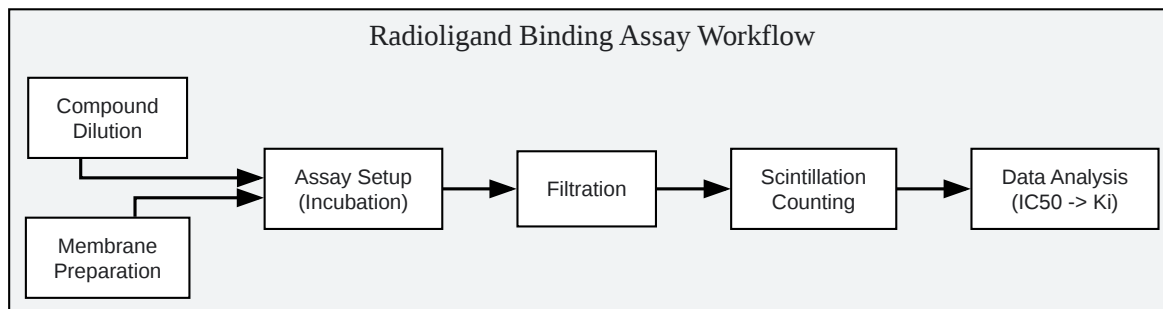 Radioligand Binding Assay Workflow
Compound
Dilution
Membrane
Preparation
Assay Setup
(Incubation)
Filtration
Scintillation
Counting
Data Analysis
(IC50 -> Ki)